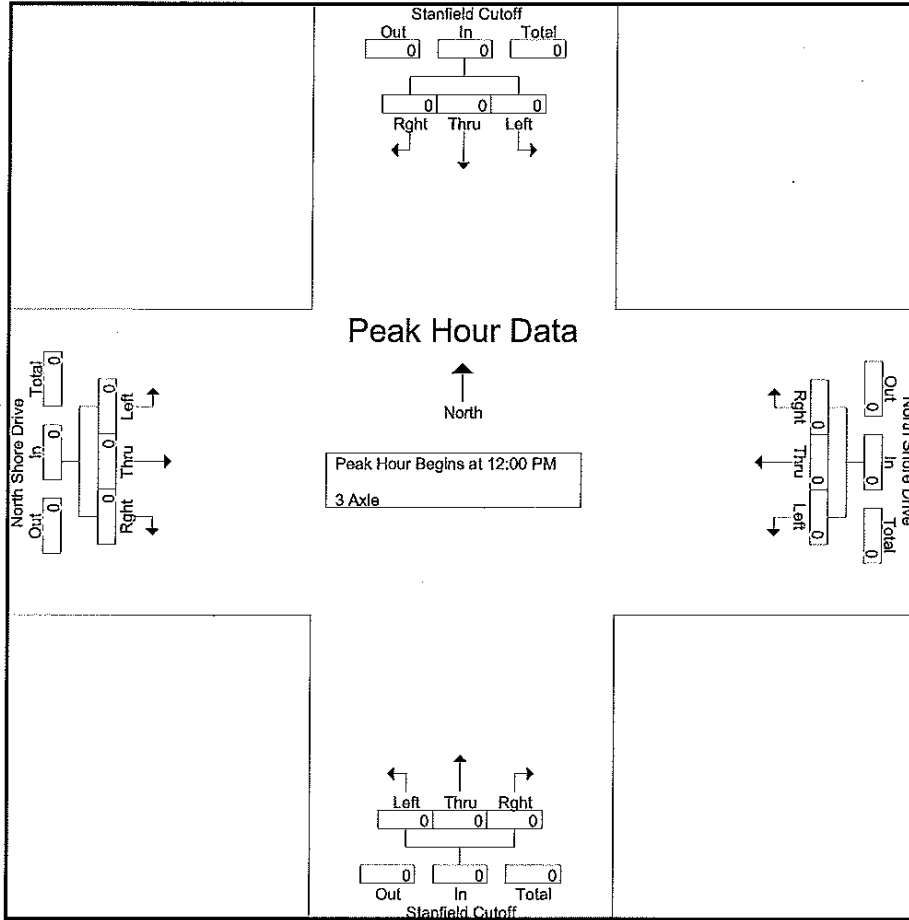 Stanfield Cutoff
Out In Total
0 0 0
0 0 0
Rght Thru Left
Peak Hour Data
North
Peak Hour Begins at 12:00 PM
3 Axle
North Shore Drive
Total In Out
0 0 0
Left Thru Rght
0 0 0
North Shore Drive
Out In Total
0 0 0
Rght Thru Left
0 0 0
Left Thru Rght
0 0 0
0 0 0
Out In Total
Stanfield Cutoff